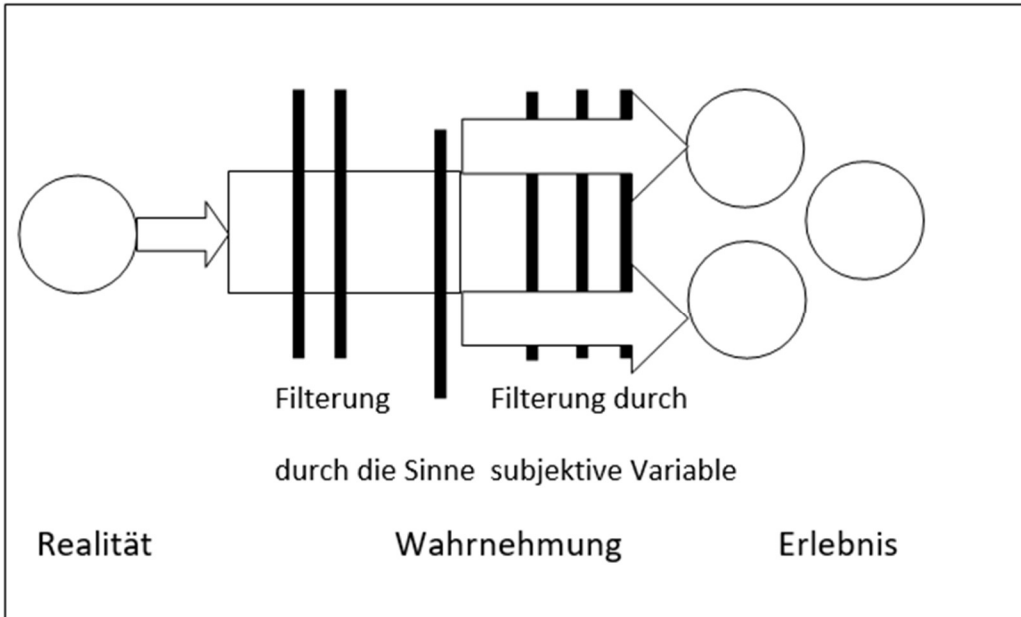 Filterung Filterung durch
durch die Sinne subjektive Variable
Realität Wahrnehmung Erlebnis